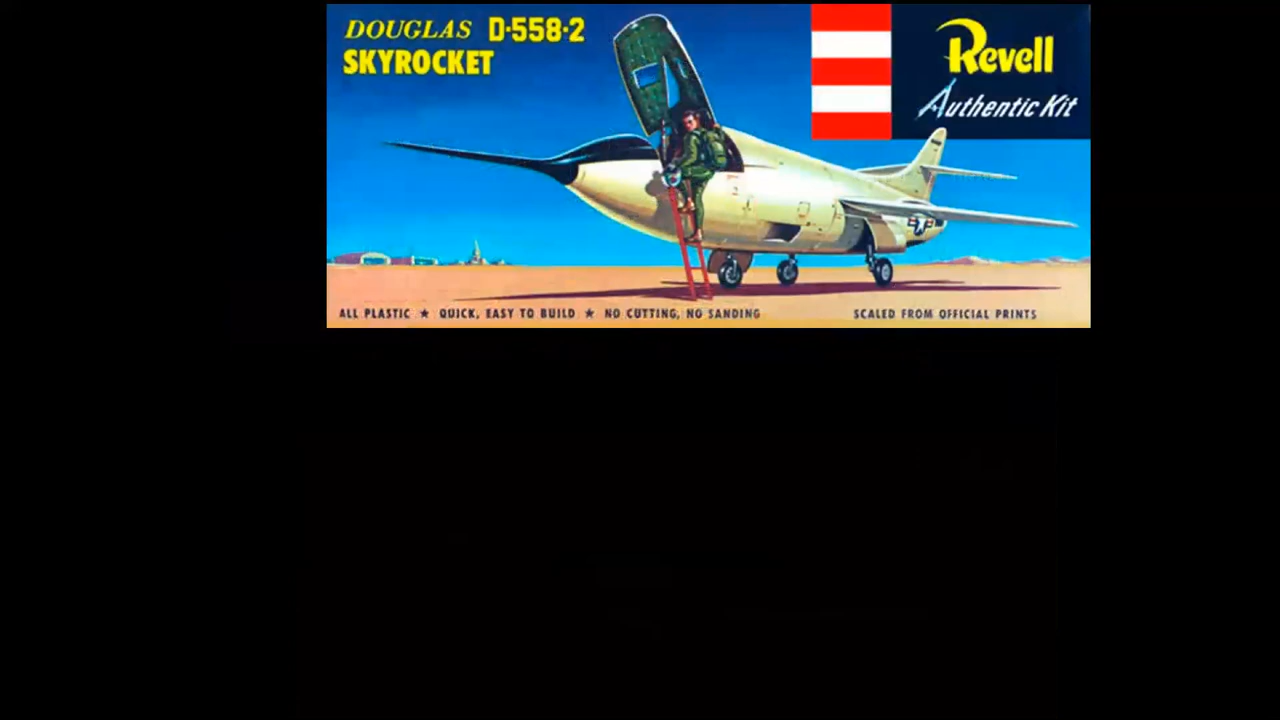 DOUGLAS D-558-2
SKYROCKET
Revell
Authentic Kit
ALL PLASTIC ★ QUICK, EASY TO BUILD ★ NO CUTTING, NO SANDING
SCALED FROM OFFICIAL PRINTS